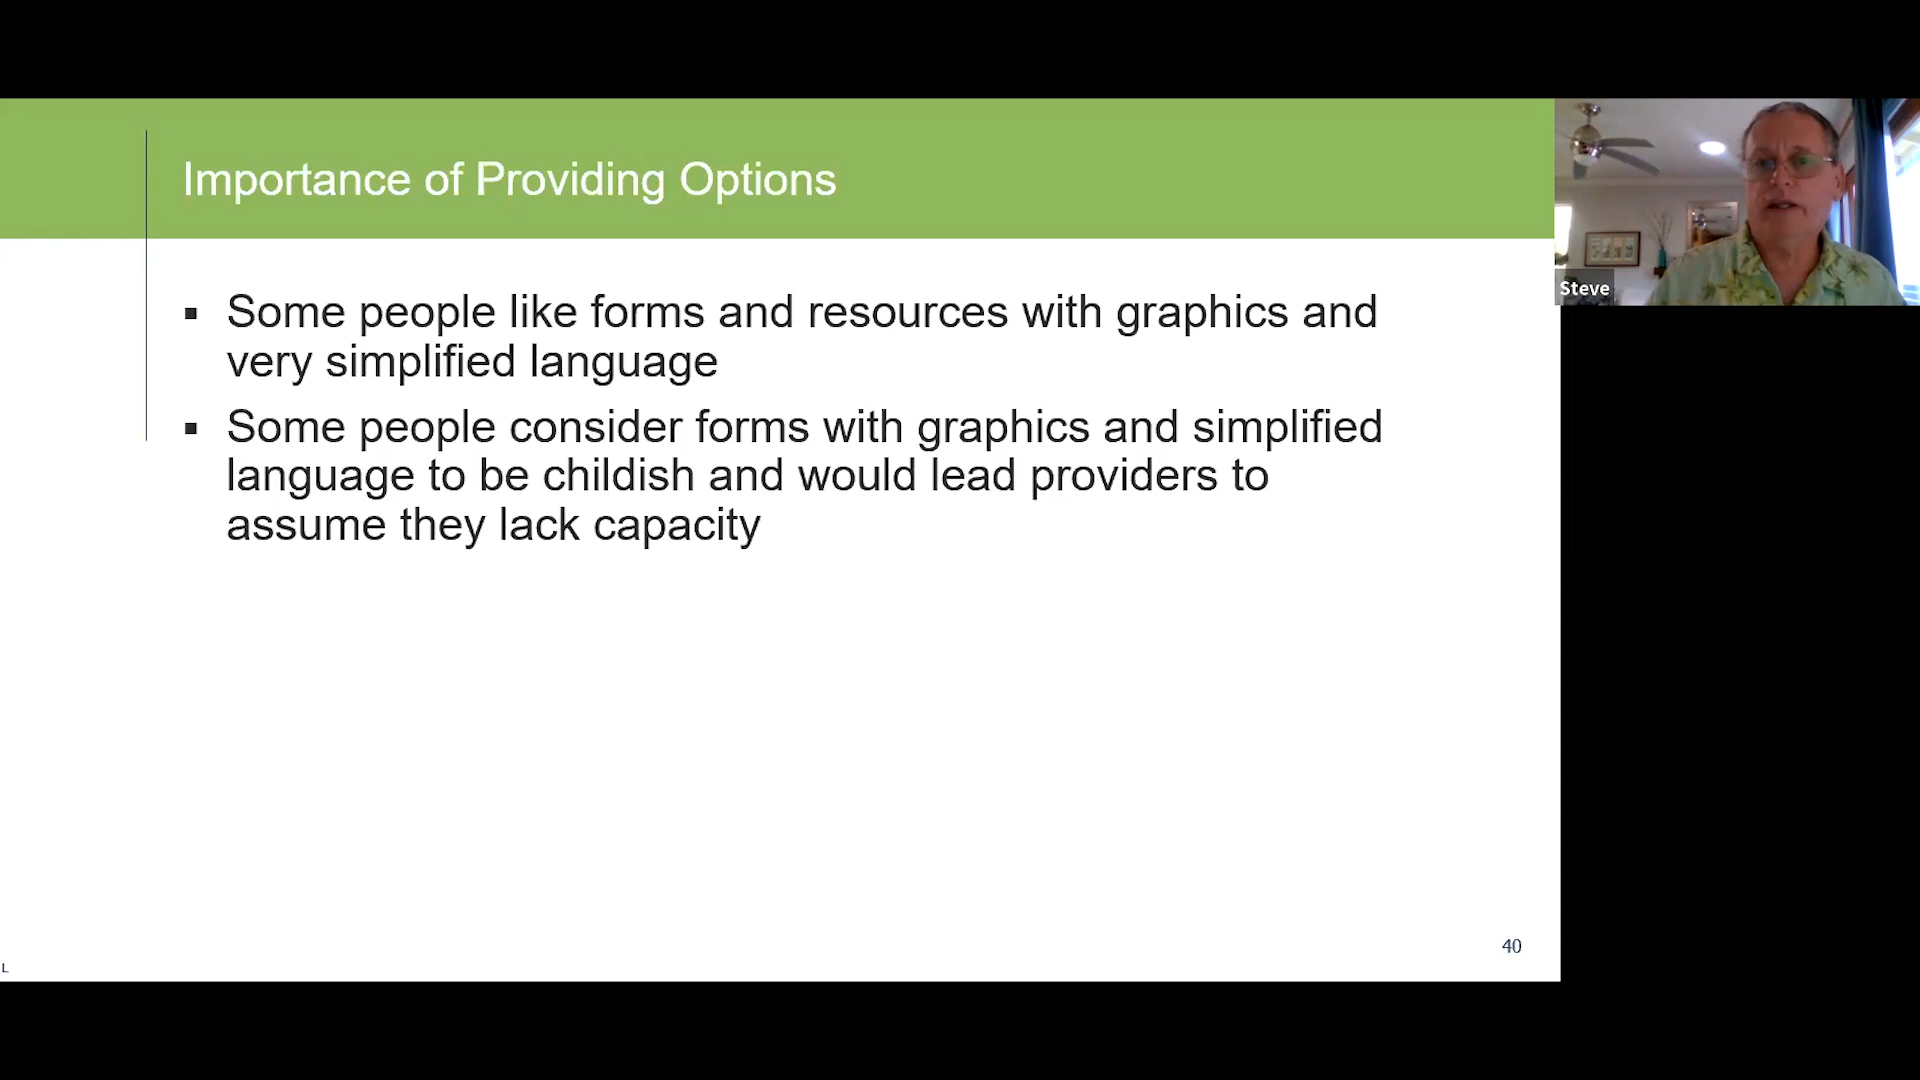 Importance of Providing Options
Steve
▪ Some people like forms and resources with graphics and
very simplified language
▪ Some people consider forms with graphics and simplified
language to be childish and would lead providers to
assume they lack capacity
40
L